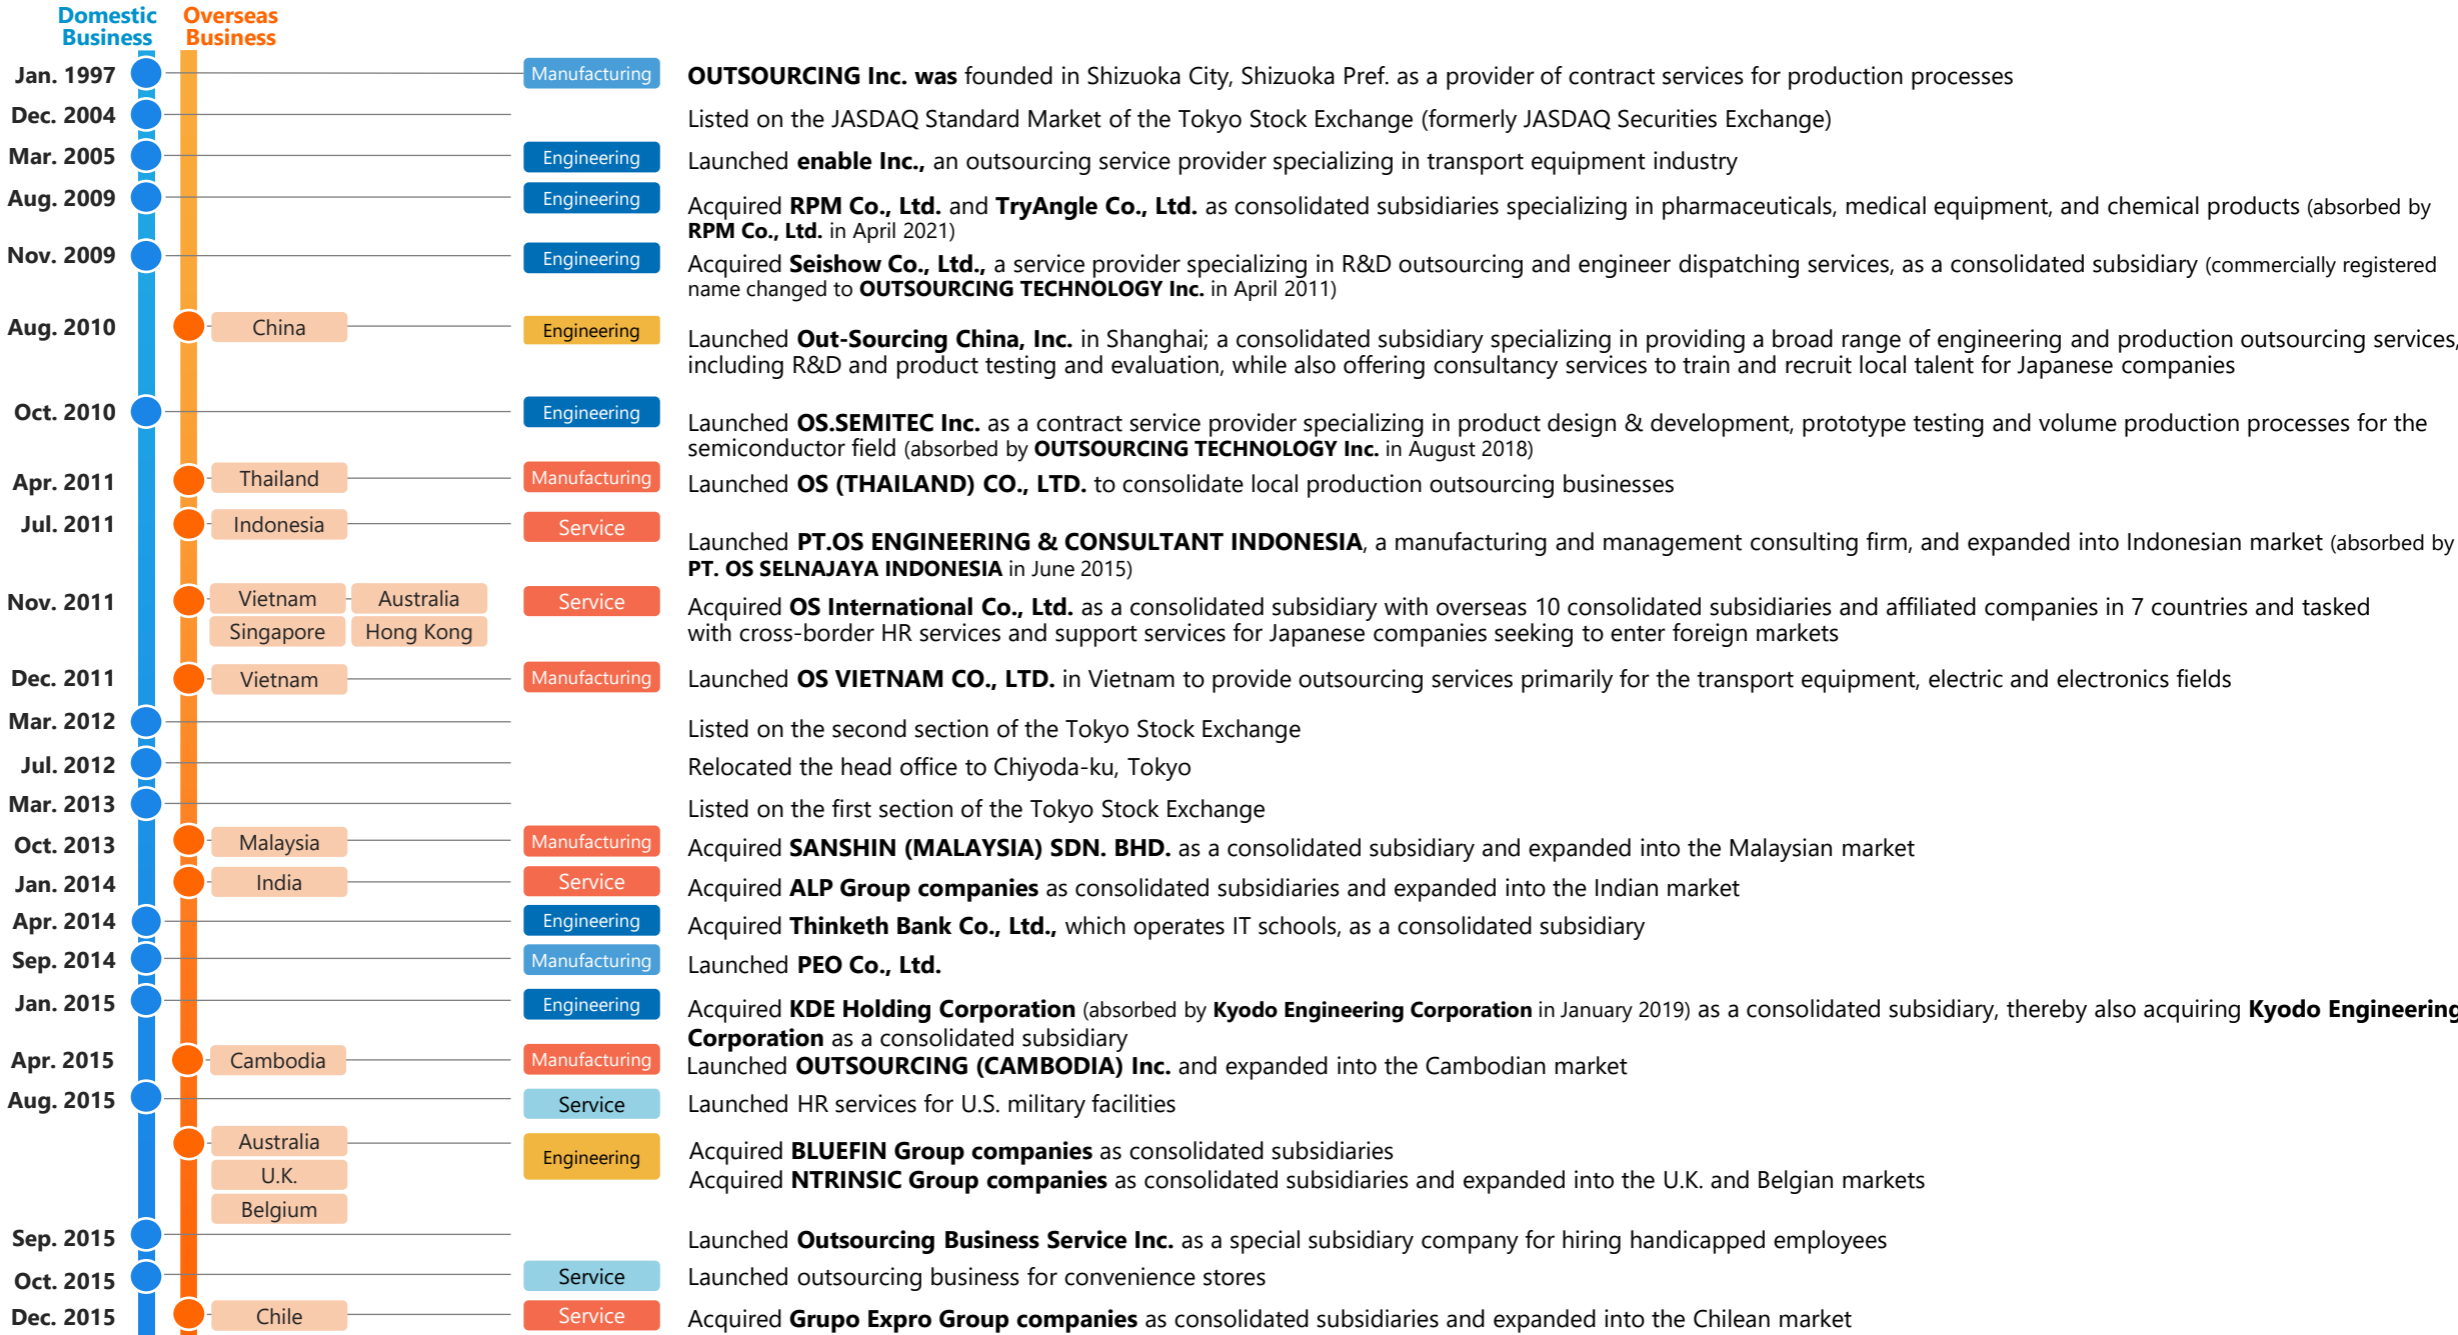 Domestic Business
Overseas Business
Jan. 1997 Manufacturing OUTSOURCING Inc. was founded in Shizuoka City, Shizuoka Pref. as a provider of contract services for production processes
Dec. 2004 Listed on the JASDAQ Standard Market of the Tokyo Stock Exchange (formerly JASDAQ Securities Exchange)
Mar. 2005 Engineering Launched enable Inc., an outsourcing service provider specializing in transport equipment industry
Aug. 2009 Engineering Acquired RPM Co., Ltd. and TryAngle Co., Ltd. as consolidated subsidiaries specializing in pharmaceuticals, medical equipment, and chemical products (absorbed by
RPM Co., Ltd. in April 2021)
Nov. 2009 Engineering Acquired Seishow Co., Ltd., a service provider specializing in R&D outsourcing and engineer dispatching services, as a consolidated subsidiary (commercially registered
name changed to OUTSOURCING TECHNOLOGY Inc. in April 2011)
Aug. 2010 China Engineering Launched Out-Sourcing China, Inc. in Shanghai; a consolidated subsidiary specializing in providing a broad range of engineering and production outsourcing services,
including R&D and product testing and evaluation, while also offering consultancy services to train and recruit local talent for Japanese companies
Oct. 2010 Engineering Launched OS.SEMITEC Inc. as a contract service provider specializing in product design & development, prototype testing and volume production processes for the
semiconductor field (absorbed by OUTSOURCING TECHNOLOGY Inc. in August 2018)
Apr. 2011 Thailand Manufacturing Launched OS (THAILAND) CO., LTD. to consolidate local production outsourcing businesses
Jul. 2011 Indonesia Service Launched PT.OS ENGINEERING & CONSULTANT INDONESIA, a manufacturing and management consulting firm, and expanded into Indonesian market (absorbed by
PT. OS SELNAJAYA INDONESIA in June 2015)
Nov. 2011 Vietnam Australia Service Acquired OS International Co., Ltd. as a consolidated subsidiary with overseas 10 consolidated subsidiaries and affiliated companies in 7 countries and tasked
Singapore Hong Kong with cross-border HR services and support services for Japanese companies seeking to enter foreign markets
Dec. 2011 Vietnam Manufacturing Launched OS VIETNAM CO., LTD. in Vietnam to provide outsourcing services primarily for the transport equipment, electric and electronics fields
Mar. 2012 Listed on the second section of the Tokyo Stock Exchange
Jul. 2012 Relocated the head office to Chiyoda-ku, Tokyo
Mar. 2013 Listed on the first section of the Tokyo Stock Exchange
Oct. 2013 Malaysia Manufacturing Acquired SANSHIN (MALAYSIA) SDN. BHD. as a consolidated subsidiary and expanded into the Malaysian market
Jan. 2014 India Service Acquired ALP Group companies as consolidated subsidiaries and expanded into the Indian market
Apr. 2014 Engineering Acquired Thinketh Bank Co., Ltd., which operates IT schools, as a consolidated subsidiary
Sep. 2014 Manufacturing Launched PEO Co., Ltd.
Jan. 2015 Engineering Acquired KDE Holding Corporation (absorbed by Kyodo Engineering Corporation in January 2019) as a consolidated subsidiary, thereby also acquiring Kyodo Engineering
Corporation as a consolidated subsidiary
Apr. 2015 Cambodia Manufacturing Launched OUTSOURCING (CAMBODIA) Inc. and expanded into the Cambodian market
Aug. 2015 Service Launched HR services for U.S. military facilities
Australia Engineering Acquired BLUEFIN Group companies as consolidated subsidiaries
U.K. Acquired NTRINSIC Group companies as consolidated subsidiaries and expanded into the U.K. and Belgian markets
Belgium
Sep. 2015 Launched Outsourcing Business Service Inc. as a special subsidiary company for hiring handicapped employees
Oct. 2015 Service Launched outsourcing business for convenience stores
Dec. 2015 Chile Service Acquired Grupo Expro Group companies as consolidated subsidiaries and expanded into the Chilean market